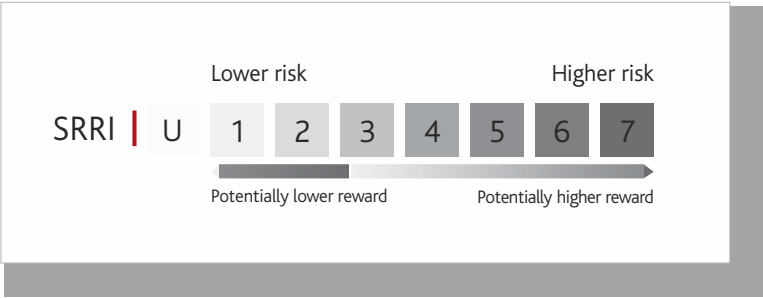 Lower risk Higher risk
SRRI U 1 2 3 4 5 6 7
Potentially lower reward Potentially higher reward